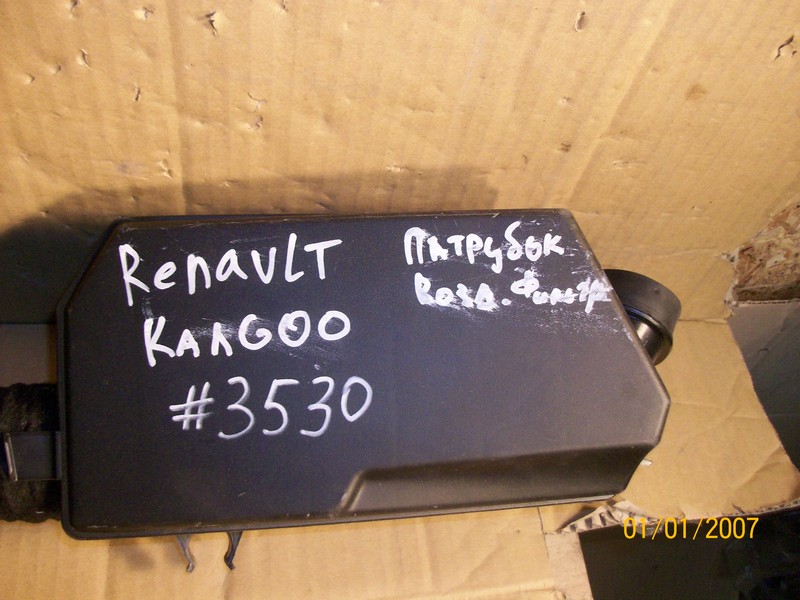 Renault
Kangoo
#3530
Патрубок
Возд. Фильтр
01/01/2007